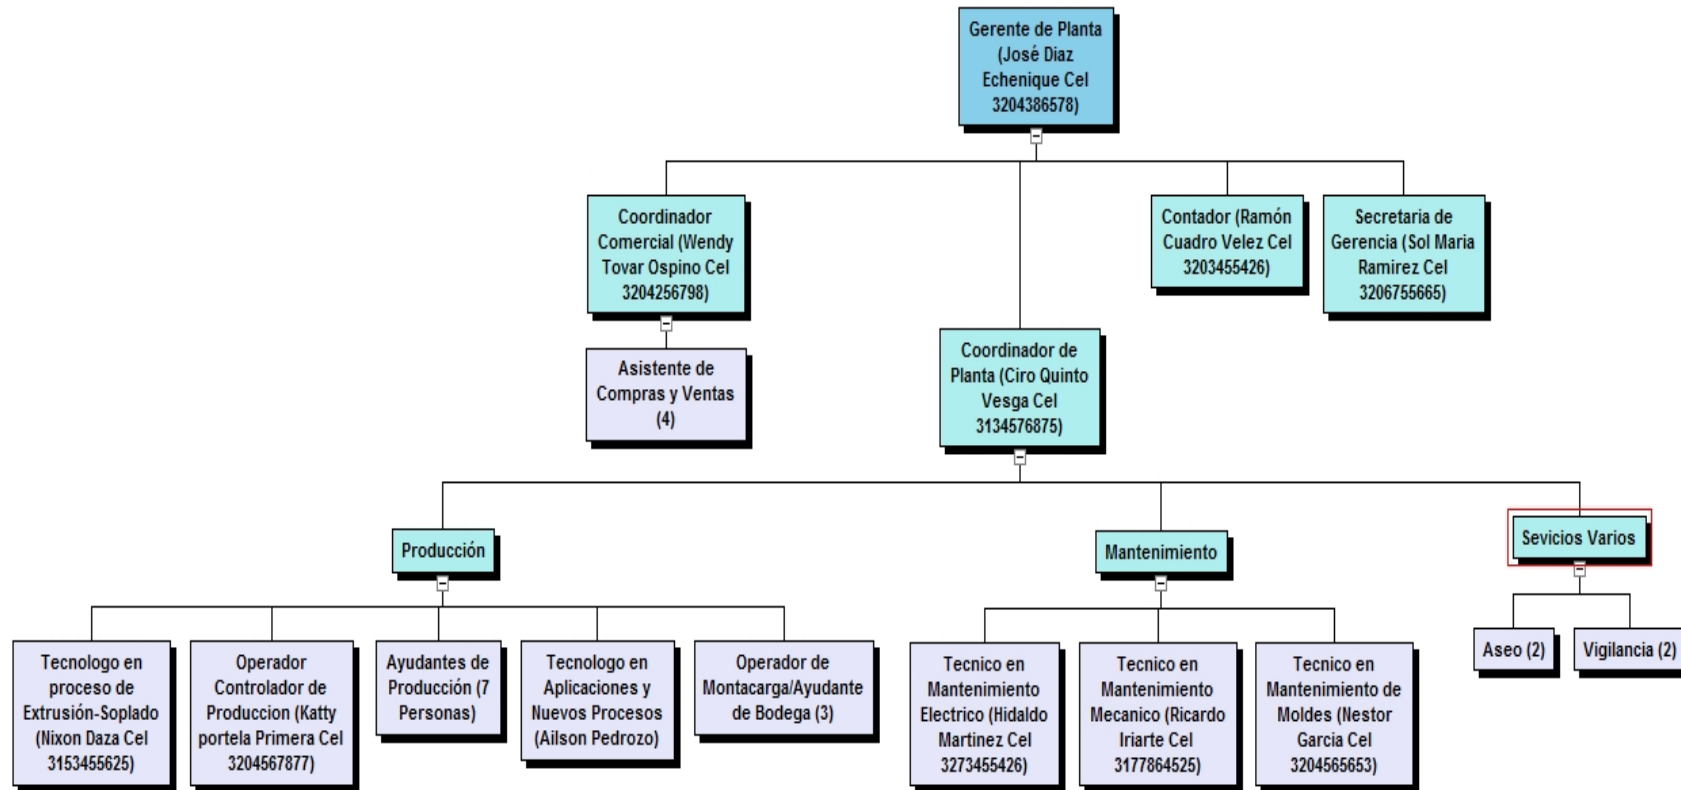 Gerente de Planta
(José Diaz
Echenique Cel
3204386578)
Coordinador
Comercial (Wendy
Tovar Ospino Cel
3204256798)
Contador (Ramón
Cuadro Velez Cel
3203455426)
Secretaria de
Gerencia (Sol Maria
Ramirez Cel
3206755665)
Asistente de
Compras y Ventas
(4)
Coordinador de
Planta (Ciro Quinto
Vesga Cel
3134576875)
Producción
Mantenimiento
Sevicios Varios
Tecnologo en
proceso de
Extrusión-Soplado
(Nixon Daza Cel
3153455625)
Operador
Controlador de
Produccion (Katty
portela Primera Cel
3204567877)
Ayudantes de
Producción (7
Personas)
Tecnologo en
Aplicaciones y
Nuevos Procesos
(Ailson Pedrozo)
Operador de
Montacarga/Ayudante
de Bodega (3)
Tecnico en
Mantenimiento
Electrico (Hidaldo
Martinez Cel
3273455426)
Tecnico en
Mantenimiento
Mecanico (Ricardo
Iriarte Cel
3177864525)
Tecnico en
Mantenimiento de
Moldes (Nestor
Garcia Cel
3204565653)
Aseo (2)
Vigilancia (2)